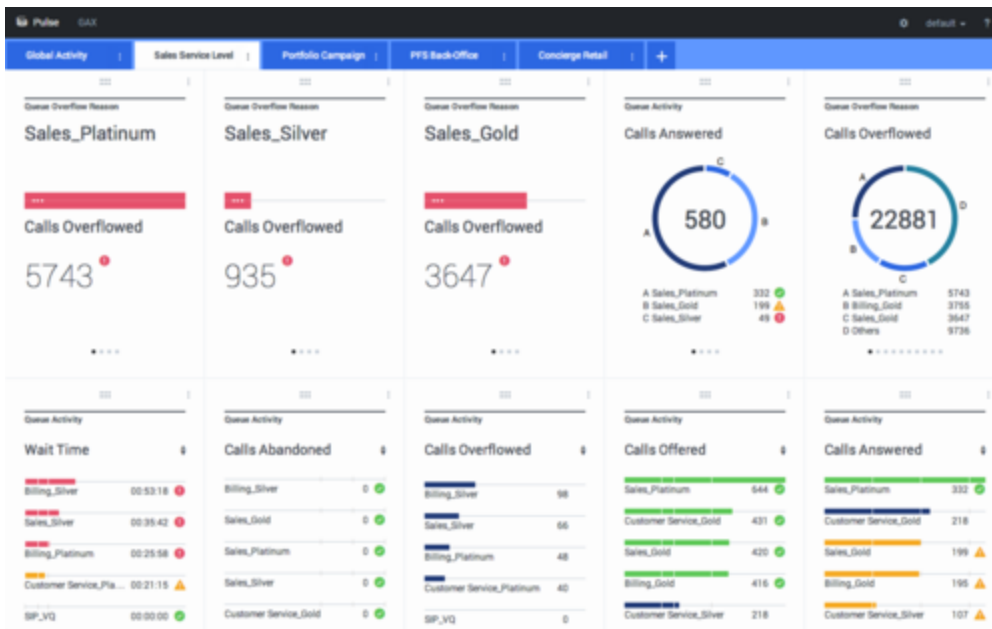 Pulse GAX default ?
Global Activity Sales Service Level Portfolio Campaign PFS Back-Office Concierge Retail +
Queue Overflow Reason
Sales_Platinum
Calls Overflowed
5743
Queue Overflow Reason
Sales_Silver
Calls Overflowed
935
Queue Overflow Reason
Sales_Gold
Calls Overflowed
3647
Queue Activity
Calls Answered
C
580
A
B
A Sales_Platinum 332
B Sales_Gold 199
C Sales_Silver 49
Queue Overflow Reason
Calls Overflowed
A
22881
D
B
C
A Sales_Platinum 5743
B Billing_Gold 3755
C Sales_Gold 3647
D Others 9736
Queue Activity
Wait Time
Billing_Silver 00:53:18
Sales_Silver 00:35:42
Billing_Platinum 00:25:58
Customer Service_Pla... 00:21:15
SIP_VQ 00:00:00
Queue Activity
Calls Abandoned
Billing_Silver 0
Sales_Gold 0
Sales_Platinum 0
Sales_Silver 0
Customer Service_Gold 0
Queue Activity
Calls Overflowed
Billing_Silver 98
Sales_Silver 66
Billing_Platinum 48
Customer Service_Platinum 40
SIP_VQ 0
Queue Activity
Calls Offered
Sales_Platinum 644
Customer Service_Gold 431
Sales_Gold 420
Billing_Gold 416
Customer Service_Silver 218
Queue Activity
Calls Answered
Sales_Platinum 332
Customer Service_Gold 218
Sales_Gold 199
Billing_Gold 195
Customer Service_Silver 107